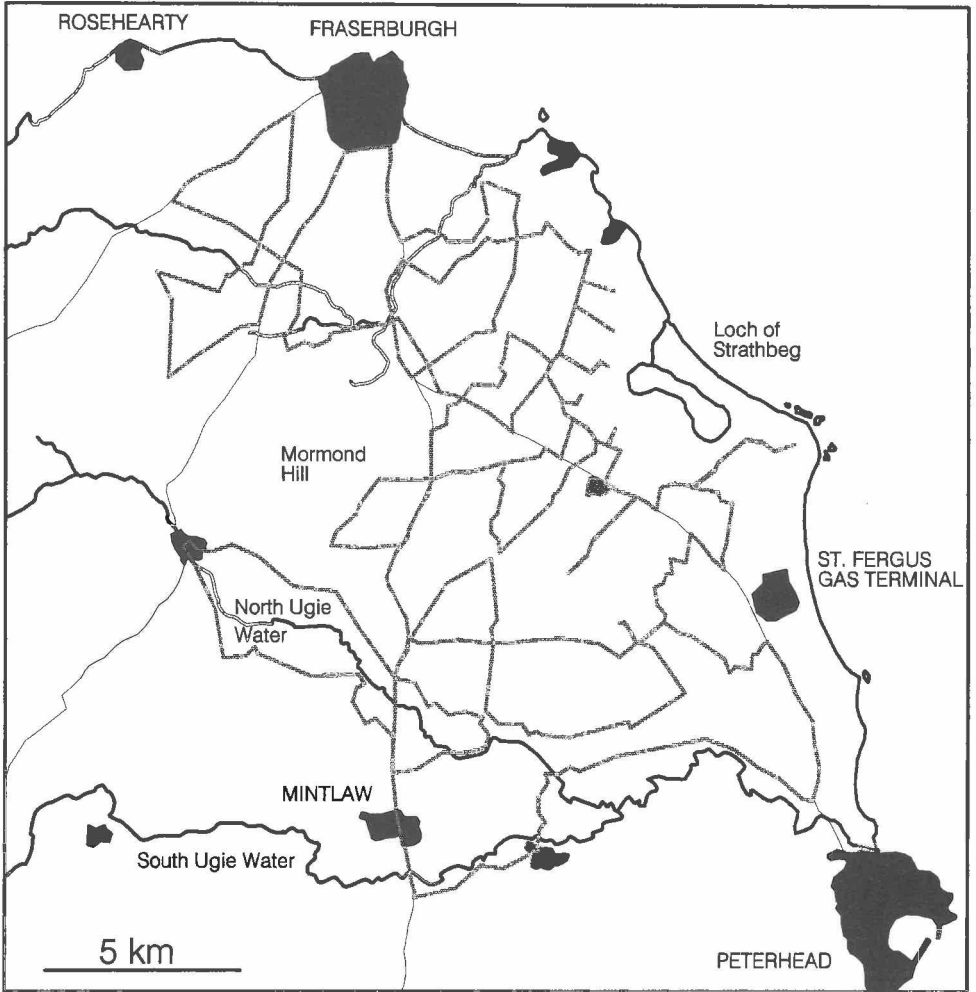 ROSEHEARTY
FRASERBURGH
Loch of
Strathbeg
Mormond
Hill
ST. FERGUS
GAS TERMINAL
North Ugie
Water
MINTLAW
South Ugie Water
5 km
PETERHEAD